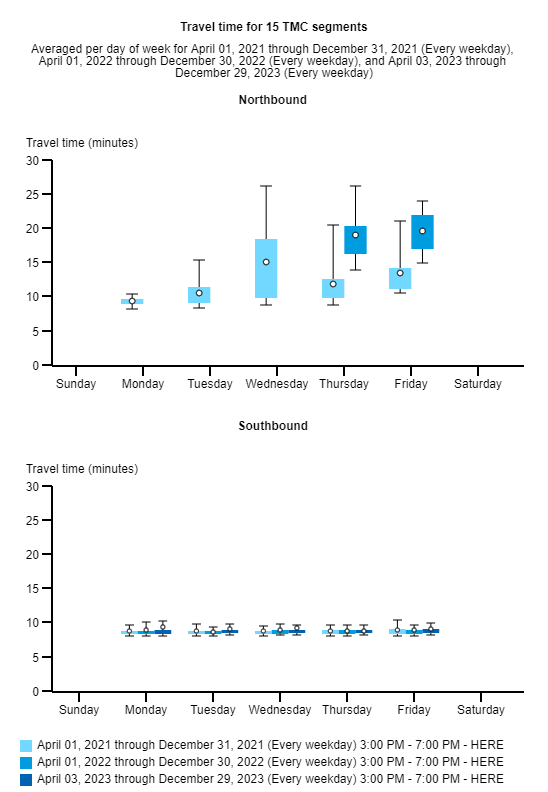 Travel time for 15 TMC segments
Averaged per day of week for April 01, 2021 through December 31, 2021 (Every weekday),
April 01, 2022 through December 30, 2022 (Every weekday), and April 03, 2023 through
December 29, 2023 (Every weekday)
Northbound
Travel time (minutes)
30
25
20
15
10
5
0
Sunday Monday Tuesday Wednesday Thursday Friday Saturday
Southbound
Travel time (minutes)
30
25
20
15
10
5
0
Sunday Monday Tuesday Wednesday Thursday Friday Saturday
April 01, 2021 through December 31, 2021 (Every weekday) 3:00 PM - 7:00 PM - HERE
April 01, 2022 through December 30, 2022 (Every weekday) 3:00 PM - 7:00 PM - HERE
April 03, 2023 through December 29, 2023 (Every weekday) 3:00 PM - 7:00 PM - HERE